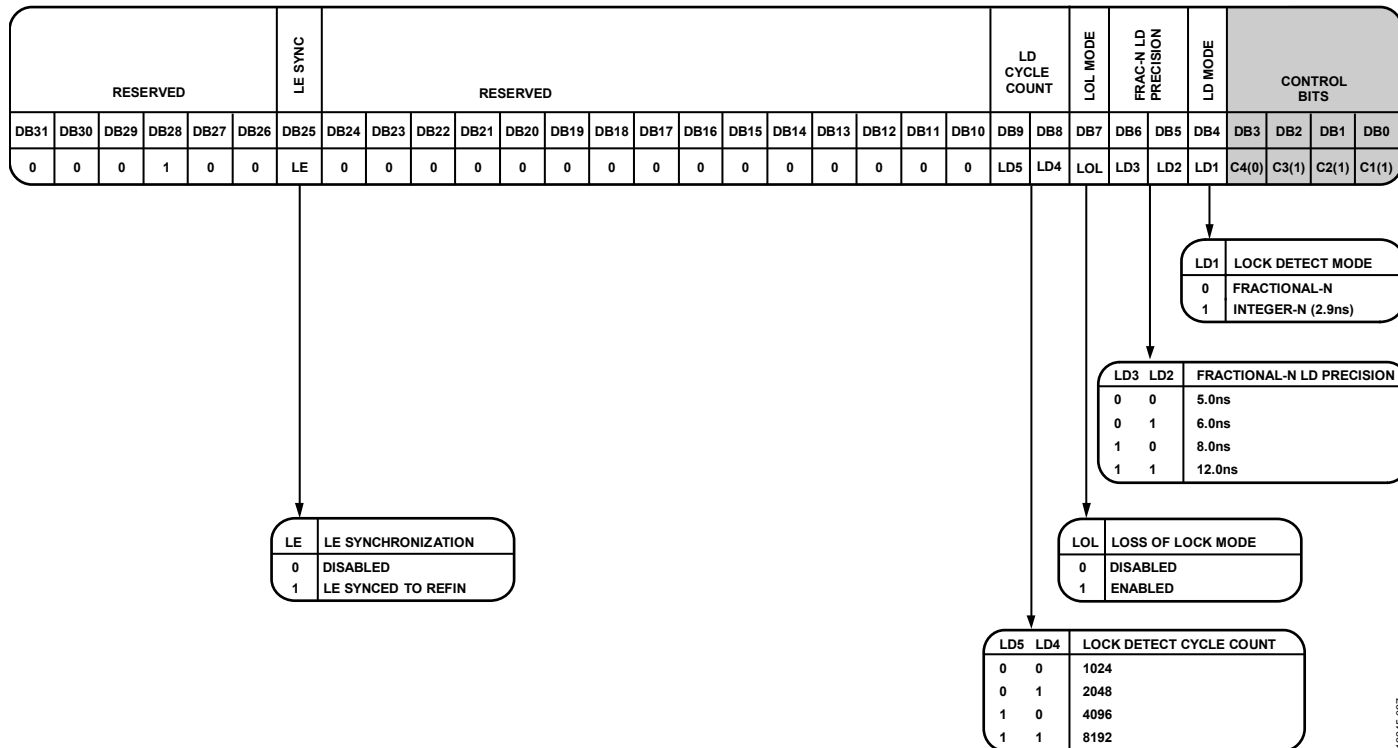 RESERVED
LE SYNC
RESERVED
LD
CYCLE
COUNT
LOL MODE
FRAC-N LD
PRECISION
LD MODE
CONTROL
BITS
DB31 DB30 DB29 DB28 DB27 DB26 DB25 DB24 DB23 DB22 DB21 DB20 DB19 DB18 DB17 DB16 DB15 DB14 DB13 DB12 DB11 DB10 DB9 DB8 DB7 DB6 DB5 DB4 DB3 DB2 DB1 DB0
0 0 0 1 0 0 LE 0 0 0 0 0 0 0 0 0 0 0 0 0 0 0 LD5 LD4 LOL LD3 LD2 LD1 C4(0) C3(1) C2(1) C1(1)
LD1 LOCK DETECT MODE
0 FRACTIONAL-N
1 INTEGER-N (2.9ns)
LD3 LD2 FRACTIONAL-N LD PRECISION
0 0 5.0ns
0 1 6.0ns
1 0 8.0ns
1 1 12.0ns
LE LE SYNCHRONIZATION
0 DISABLED
1 LE SYNCED TO REFIN
LOL LOSS OF LOCK MODE
0 DISABLED
1 ENABLED
LD5 LD4 LOCK DETECT CYCLE COUNT
0 0 1024
0 1 2048
1 0 4096
1 1 8192